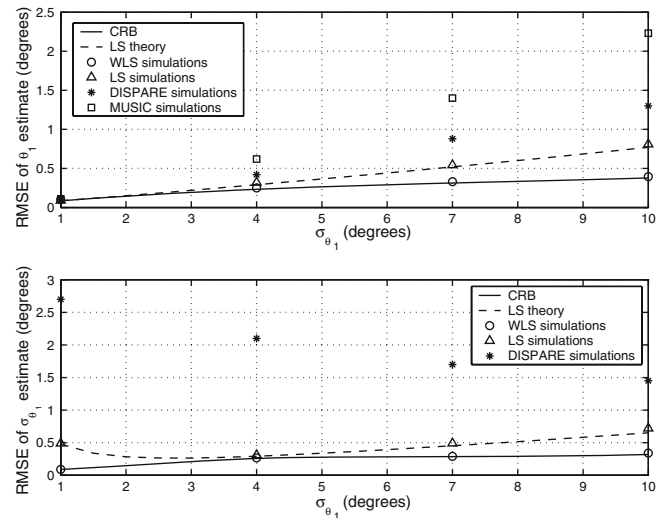 2.5
2
1.5
1
0.5
0
RMSE of θ₁ estimate (degrees)
CRB
LS theory
WLS simulations
LS simulations
DISPARE simulations
MUSIC simulations
1 2 3 4 5 6 7 8 9 10
σθ₁ (degrees)
3
2.5
2
1.5
1
0.5
0
RMSE of σθ₁ estimate (degrees)
CRB
LS theory
WLS simulations
LS simulations
DISPARE simulations
1 2 3 4 5 6 7 8 9 10
σθ₁ (degrees)